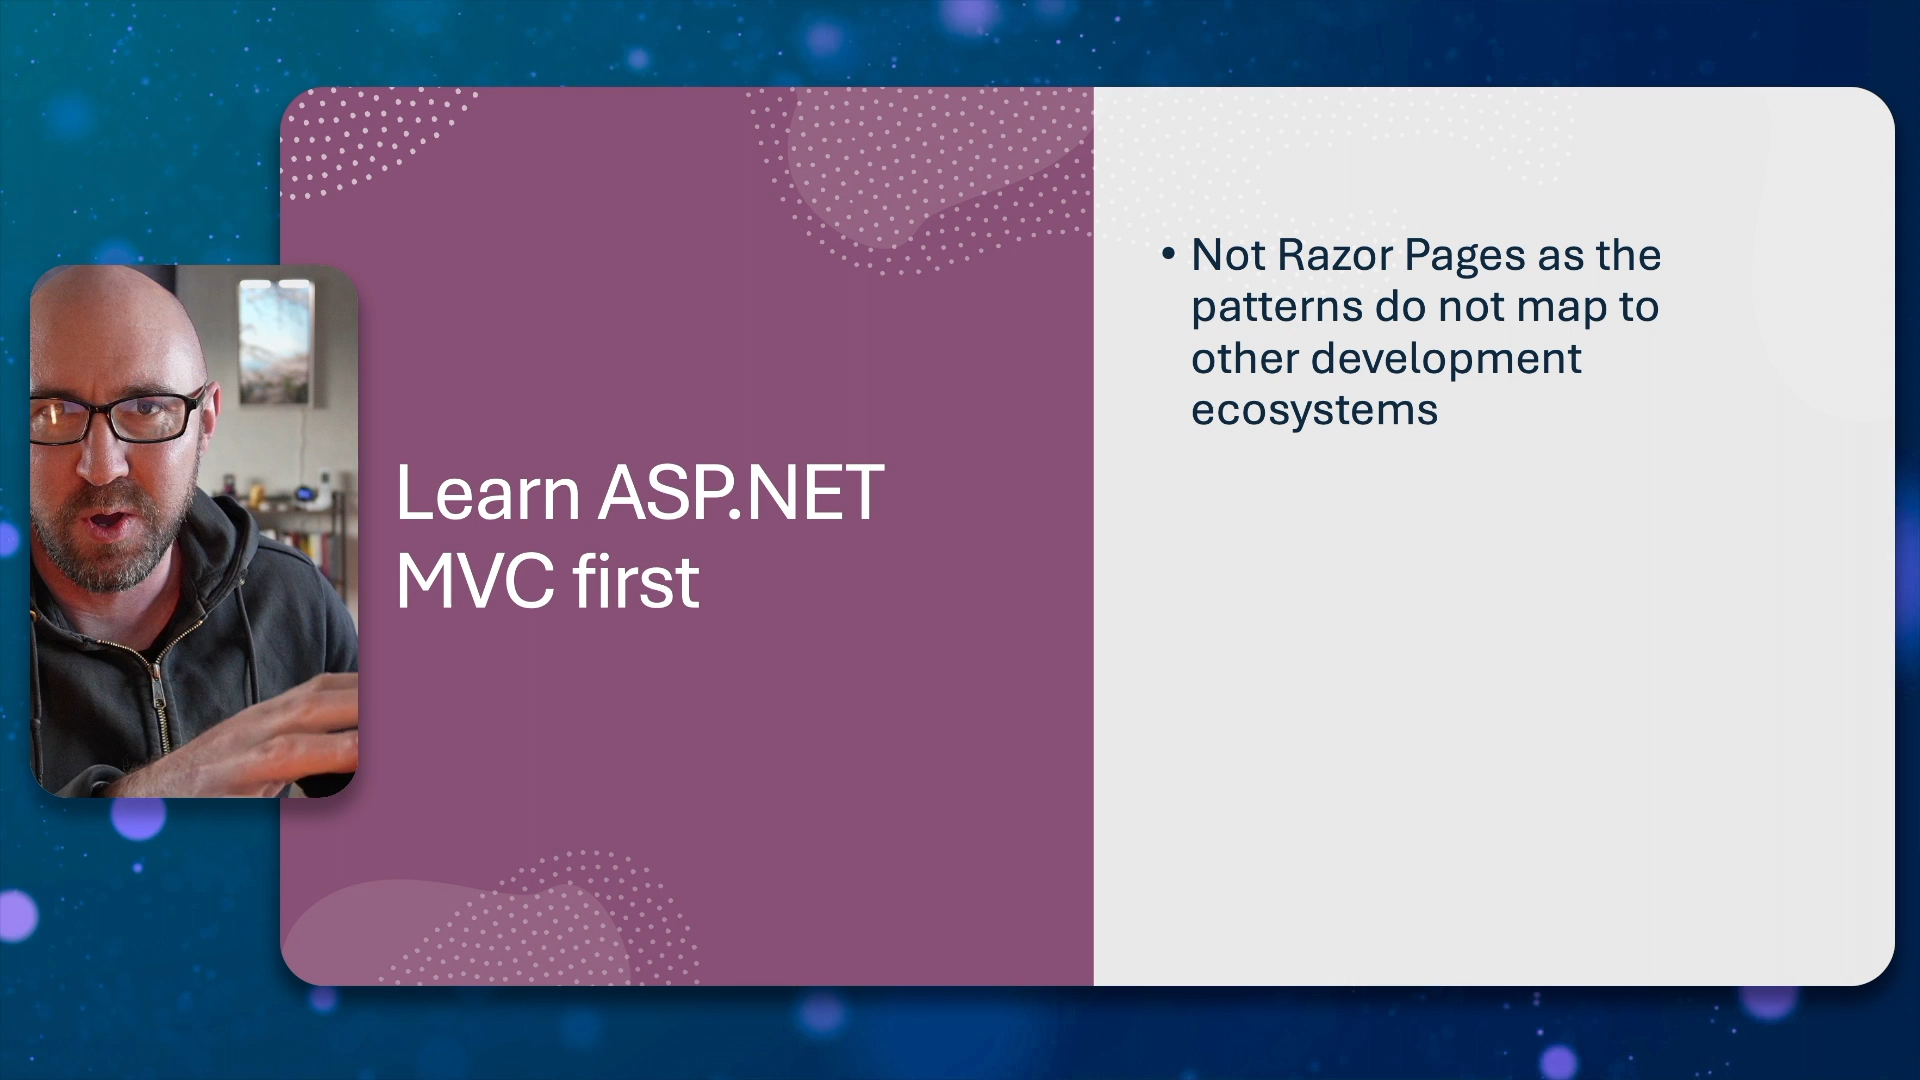 Learn ASP.NET
MVC first
• Not Razor Pages as the
patterns do not map to
other development
ecosystems